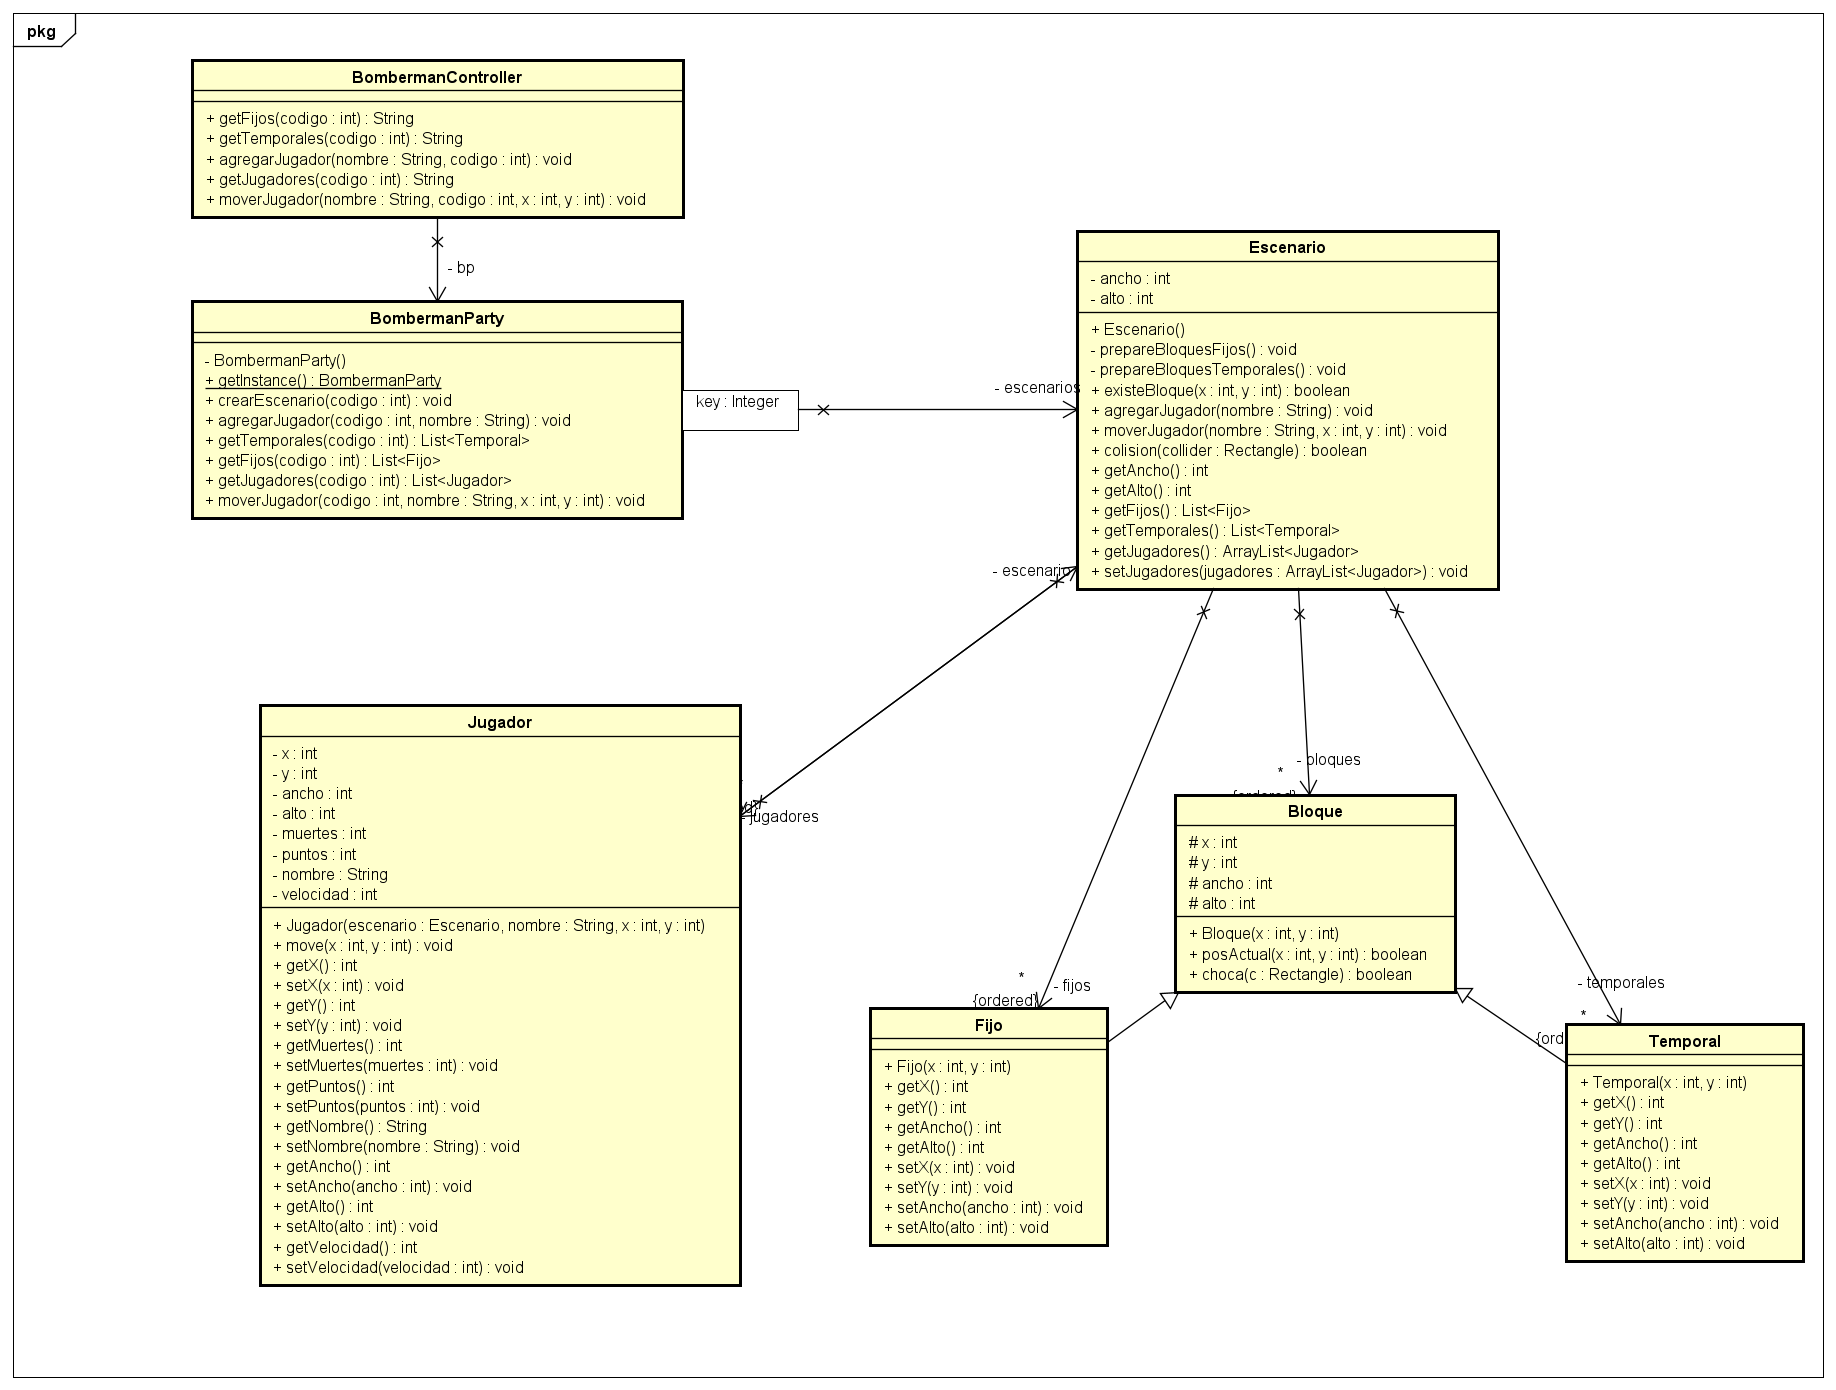 pkg
BombermanController
+ getFijos(codigo : int) : String
+ getTemporales(codigo : int) : String
+ agregarJugador(nombre : String, codigo : int) : void
+ getJugadores(codigo : int) : String
+ moverJugador(nombre : String, codigo : int, x : int, y : int) : void
- bp
BombermanParty
- BombermanParty()
+ getInstance() : BombermanParty
+ crearEscenario(codigo : int) : void
+ agregarJugador(codigo : int, nombre : String) : void
+ getTemporales(codigo : int) : List<Temporal>
+ getFijos(codigo : int) : List<Fijo>
+ getJugadores(codigo : int) : List<Jugador>
+ moverJugador(codigo : int, nombre : String, x : int, y : int) : void
key : Integer
- escenarios
Escenario
- ancho : int
- alto : int
+ Escenario()
- prepareBloquesFijos() : void
- prepareBloquesTemporales() : void
+ existeBloque(x : int, y : int) : boolean
+ agregarJugador(nombre : String) : void
+ moverJugador(nombre : String, x : int, y : int) : void
+ colision(collider : Rectangle) : boolean
+ getAncho() : int
+ getAlto() : int
+ getFijos() : List<Fijo>
+ getTemporales() : List<Temporal>
+ getJugadores() : ArrayList<Jugador>
+ setJugadores(jugadores : ArrayList<Jugador>) : void
- escenario
- jugadores
Jugador
- x : int
- y : int
- ancho : int
- alto : int
- muertes : int
- puntos : int
- nombre : String
- velocidad : int
+ Jugador(escenario : Escenario, nombre : String, x : int, y : int)
+ move(x : int, y : int) : void
+ getX() : int
+ setX(x : int) : void
+ getY() : int
+ setY(y : int) : void
+ getMuertes() : int
+ setMuertes(muertes : int) : void
+ getPuntos() : int
+ setPuntos(puntos : int) : void
+ getNombre() : String
+ setNombre(nombre : String) : void
+ getAncho() : int
+ setAncho(ancho : int) : void
+ getAlto() : int
+ setAlto(alto : int) : void
+ getVelocidad() : int
+ setVelocidad(velocidad : int) : void
- bloques
*
{ordered}
Bloque
# x : int
# y : int
# ancho : int
# alto : int
+ Bloque(x : int, y : int)
+ posActual(x : int, y : int) : boolean
+ choca(c : Rectangle) : boolean
*
- fijos
{ordered}
Fijo
+ Fijo(x : int, y : int)
+ getX() : int
+ getY() : int
+ getAncho() : int
+ getAlto() : int
+ setX(x : int) : void
+ setY(y : int) : void
+ setAncho(ancho : int) : void
+ setAlto(alto : int) : void
- temporales
*
{ord
Temporal
+ Temporal(x : int, y : int)
+ getX() : int
+ getY() : int
+ getAncho() : int
+ getAlto() : int
+ setX(x : int) : void
+ setY(y : int) : void
+ setAncho(ancho : int) : void
+ setAlto(alto : int) : void